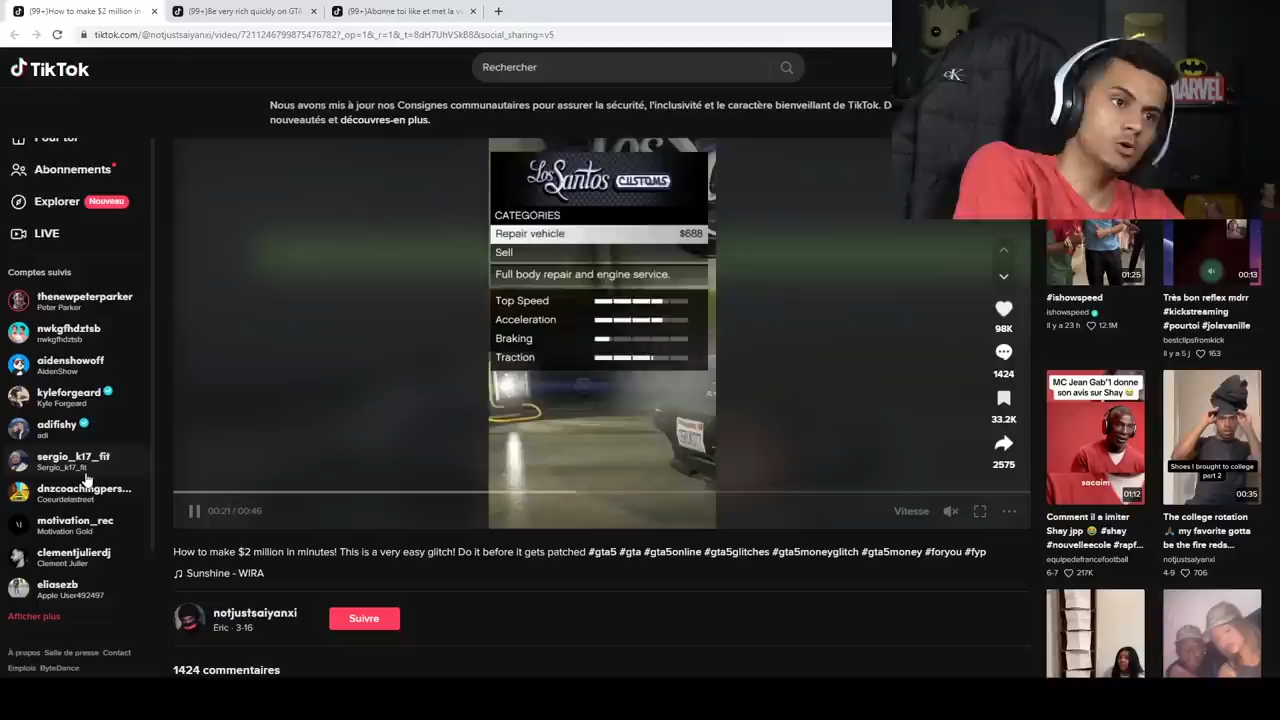 (99+)How to make $2 million in
(99+)Be very rich quickly on GTA
(99+)Abonne toi like et met la v
tiktok.com/@notjustsaiyanxi/video/7211246799875476782?_op=1&_r=1&_t=8dH7UhVSkB8&social_sharing=v5
TikTok
Rechercher
Nous avons mis à jour nos Consignes communautaires pour assurer la sécurité, l'inclusivité et le caractère bienveillant de TikTok. D
nouveautés et découvres-en plus.
MARVEL
Abonnements
Explorer Nouveau
LIVE
Comptes suivis
thenewpeterparker
Peter Parker
nwkgfhdztsb
nwkgfhdztsb
aidenshowoff
AidenShow
kyleforgeard
Kyle Forgeard
adifishy
adi
sergio_k17_fit
Sergio_k17_fit
dnzcoachingpers...
Coeurdelastreet
motivation_rec
Motivation Gold
clementjulierdj
Clement Julier
eliasezb
Apple User492497
Afficher plus
À propos Salle de presse Contact
Emplois ByteDance
Los Santos CUSTOMS
CATEGORIES
Repair vehicle $688
Sell
Full body repair and engine service.
Top Speed
Acceleration
Braking
Traction
98K
1424
33.2K
2575
00:21 / 00:46
Vitesse
How to make $2 million in minutes! This is a very easy glitch! Do it before it gets patched #gta5 #gta #gta5online #gta5glitches #gta5moneyglitch #gta5money #foryou #fyp
Sunshine - WIRA
notjustsaiyanxi
Eric · 3-16
Suivre
1424 commentaires
01:25
#ishowspeed
ishowspeed
Il y a 23 h 12.1M
00:13
Très bon reflex mdrr
#kickstreaming
#pourtoi #jolavanille
bestclipsfromkick
Il y a 5 j 163
MC Jean Gab'1 donne
son avis sur Shay
sacaim
01:12
Comment il a imiter
Shay jpp #shay
#nouvelleecole #rapf...
equipedefrancefootball
6-7 217K
Shoes I brought to college
part 2
00:35
The college rotation
my favorite gotta
be the fire reds...
notjustsaiyanxi
4-9 706